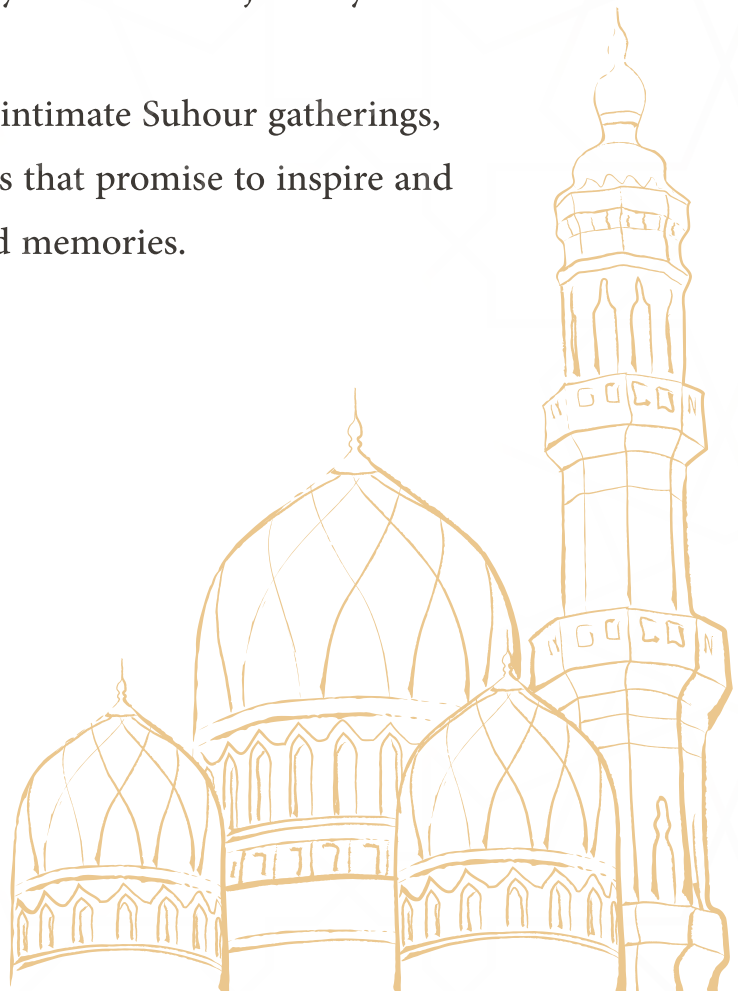 intimate Suhour gatherings,
s that promise to inspire and
d memories.